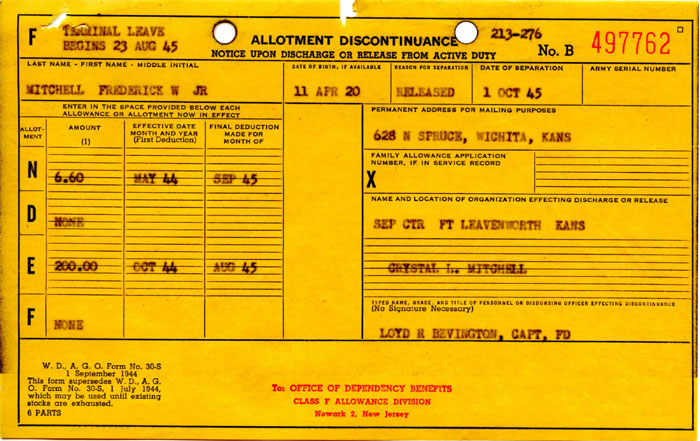 F
TERMINAL LEAVE
BEGINS 23 AUG 45
ALLOTMENT DISCONTINUANCE
NOTICE UPON DISCHARGE OR RELEASE FROM ACTIVE DUTY
213-276
No. B 497762
LAST NAME - FIRST NAME - MIDDLE INITIAL
DATE OF BIRTH, IF AVAILABLE
REASON FOR SEPARATION
DATE OF SEPARATION
ARMY SERIAL NUMBER
MITCHELL FREDERICK W JR
11 APR 20
RELEASED
1 OCT 45
ENTER IN THE SPACE PROVIDED BELOW EACH
ALLOWANCE OR ALLOTMENT NOW IN EFFECT
ALLOT-
MENT
AMOUNT
(1)
EFFECTIVE DATE
MONTH AND YEAR
(First Deduction)
FINAL DEDUCTION
MADE FOR
MONTH OF
N
6.60
MAY 44
SEP 45
D
NONE
E
200.00
OCT 44
AUG 45
F
NONE
PERMANENT ADDRESS FOR MAILING PURPOSES
628 N SPRUCE, WICHITA, KANS
FAMILY ALLOWANCE APPLICATION
NUMBER, IF IN SERVICE RECORD
X
NAME AND LOCATION OF ORGANIZATION EFFECTING DISCHARGE OR RELEASE
SEP CTR FT LEAVENWORTH KANS
CRYSTAL L. MITCHELL
TYPED NAME, GRADE, AND TITLE OF PERSONNEL OR DISBURSING OFFICER EFFECTING DISCONTINUANCE
(No Signature Necessary)
LOYD R BEVINGTON, CAPT, FD
W. D., A. G. O. Form No. 30-S
1 September 1944
This form supersedes W. D., A. G.
O. Form No. 30-S, 1 July 1944,
which may be used until existing
stocks are exhausted.
6 PARTS
To: OFFICE OF DEPENDENCY BENEFITS
CLASS F ALLOWANCE DIVISION
Newark 2, New Jersey